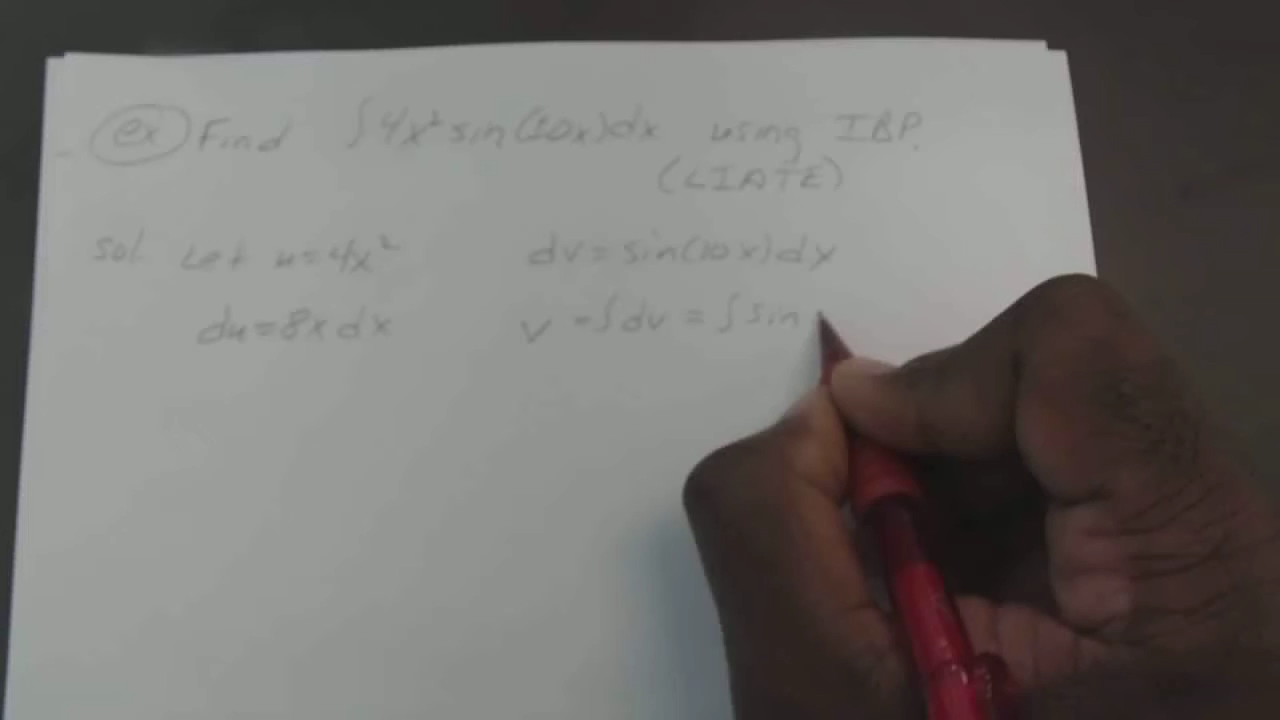 ex Find ∫4x² sin(10x)dx using IBP.
(LIATE)
Sol Let u=4x² dv=sin(10x)dx
du=8x dx v=∫dv=∫sin